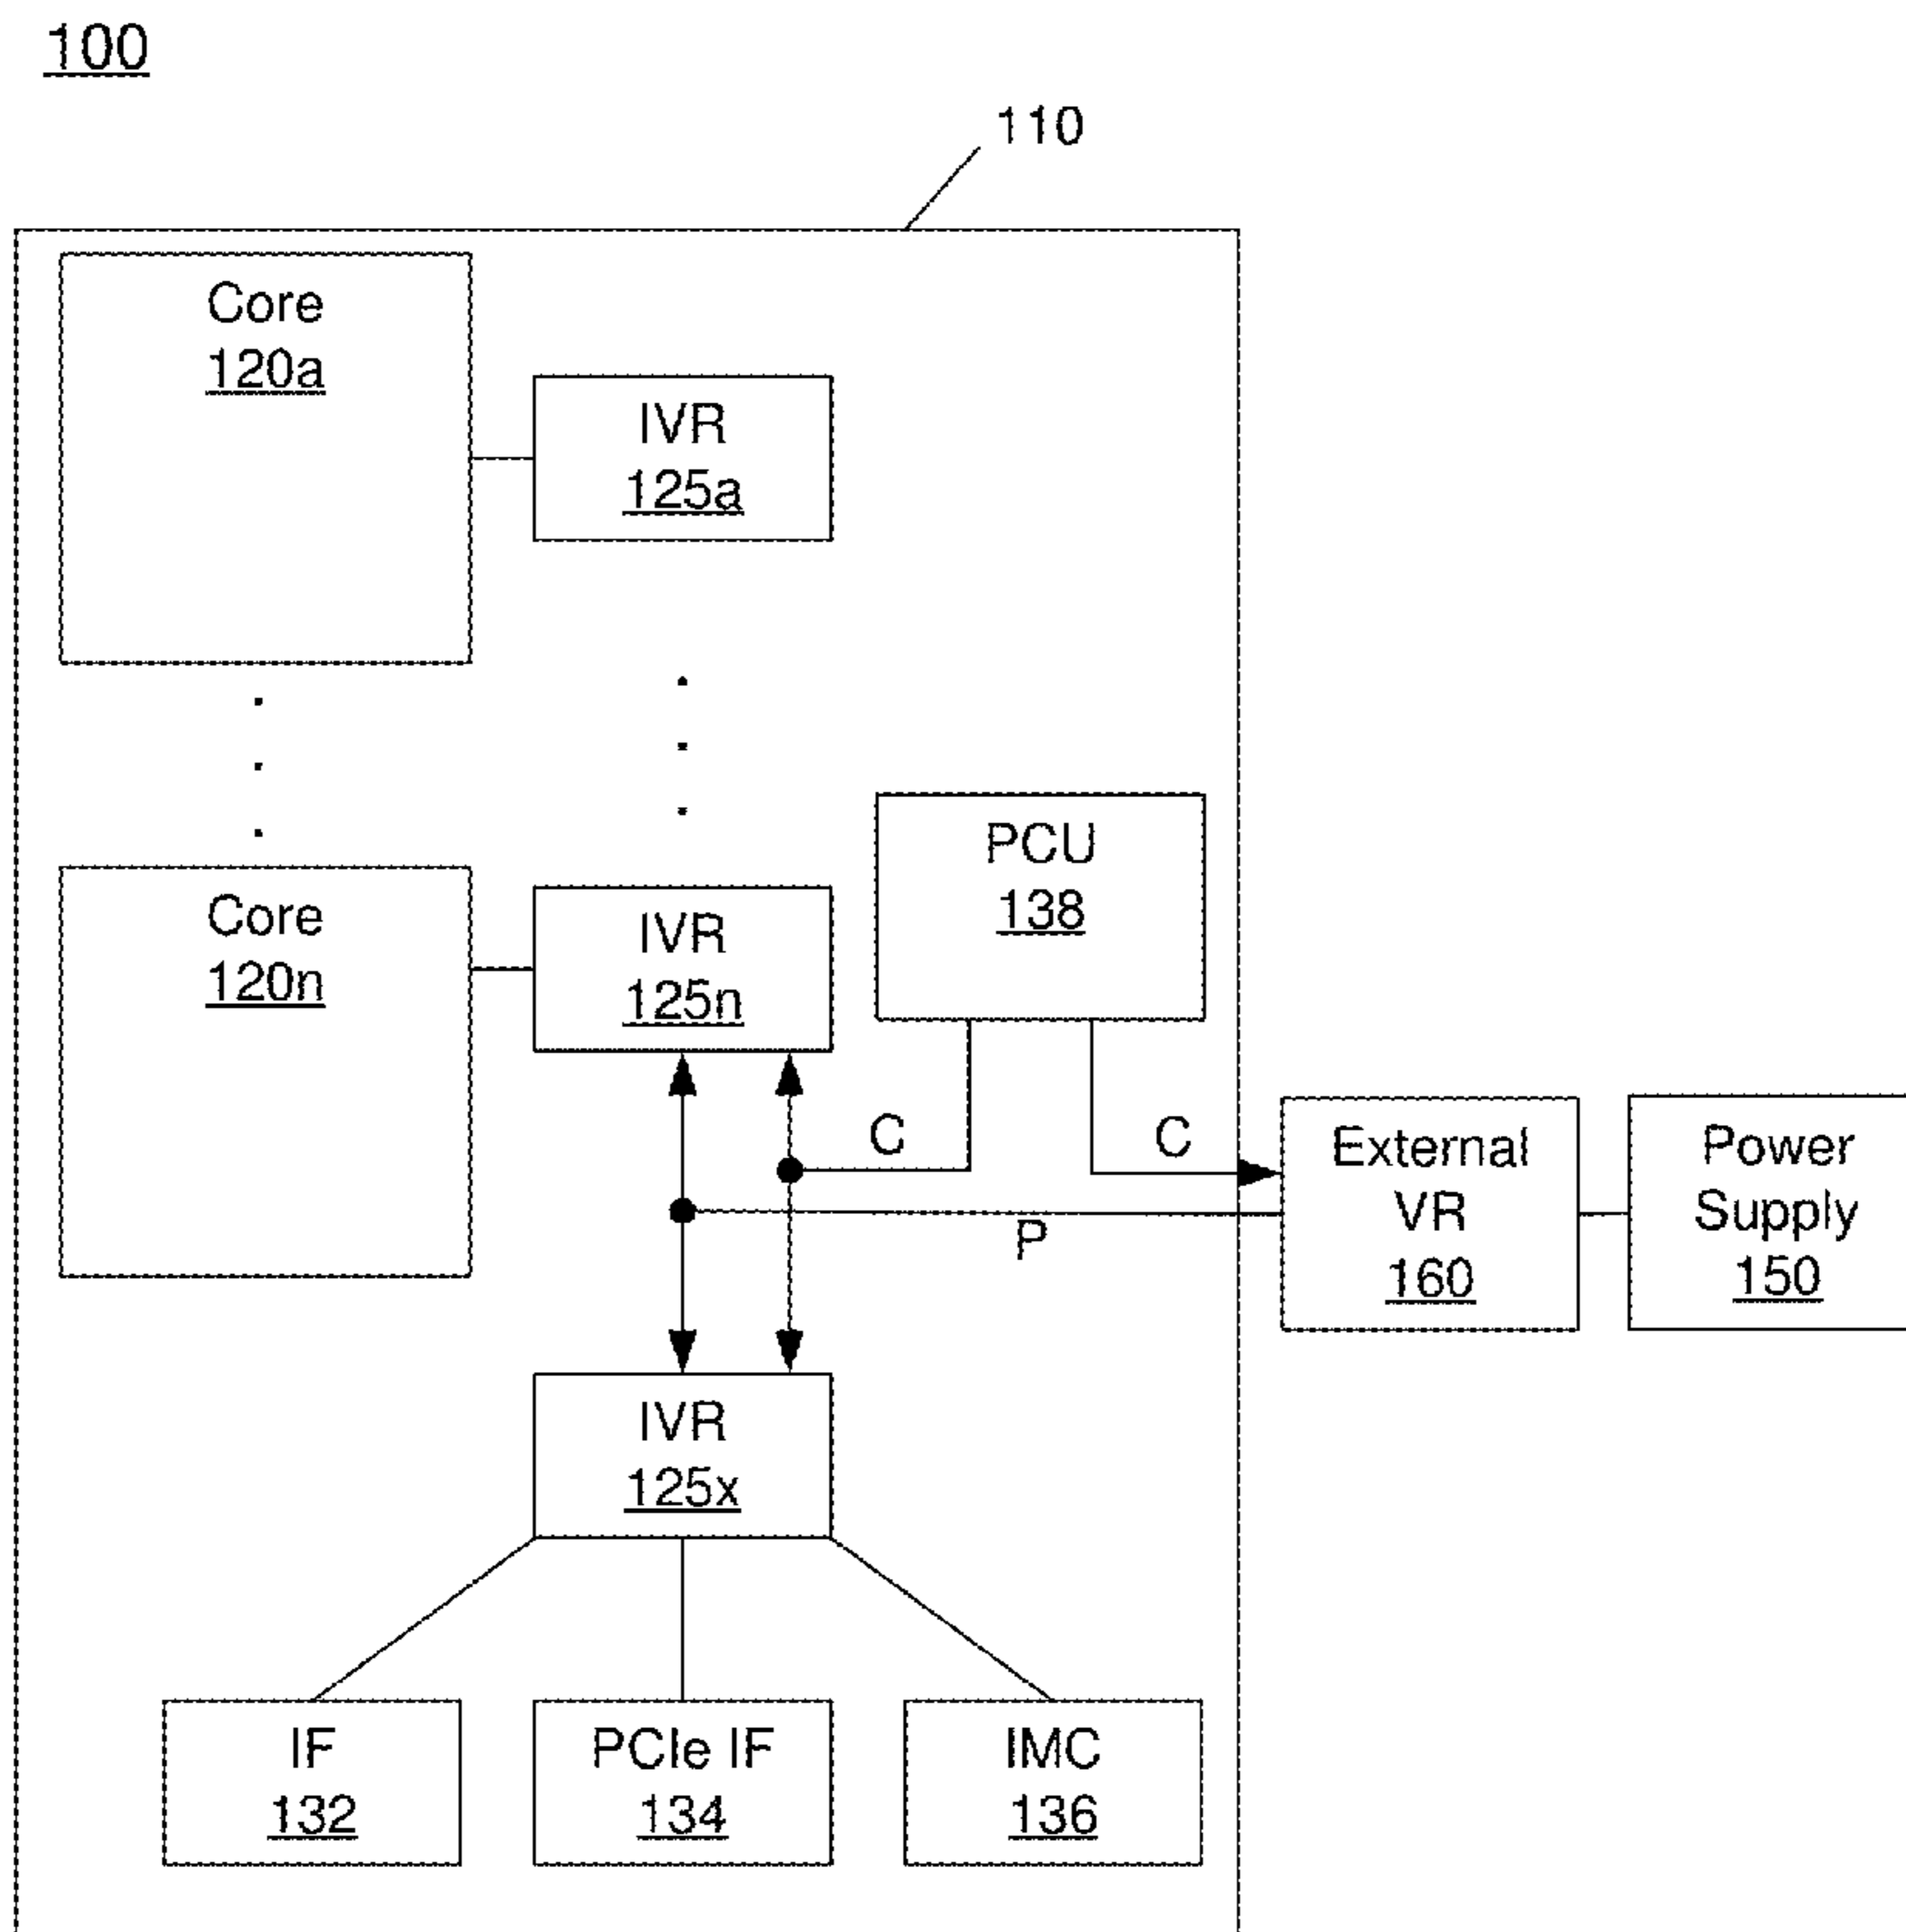 100
110
Core
120a
IVR
125a
Core
120n
IVR
125n
PCU
138
C
C
P
External
VR
160
Power
Supply
150
IVR
125x
IF
132
PCIe IF
134
IMC
136